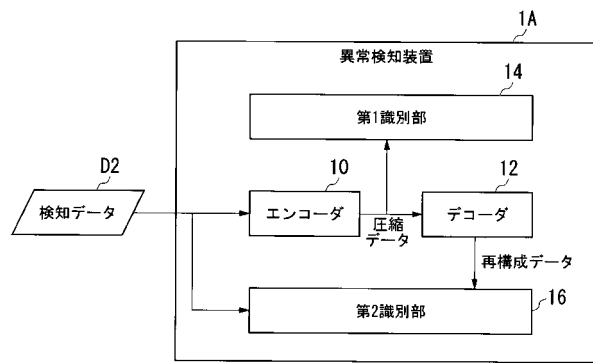 1A
異常検知装置
14
第1識別部
D2
10
12
検知データ
エンコーダ
圧縮
データ
デコーダ
再構成データ
第2識別部
16